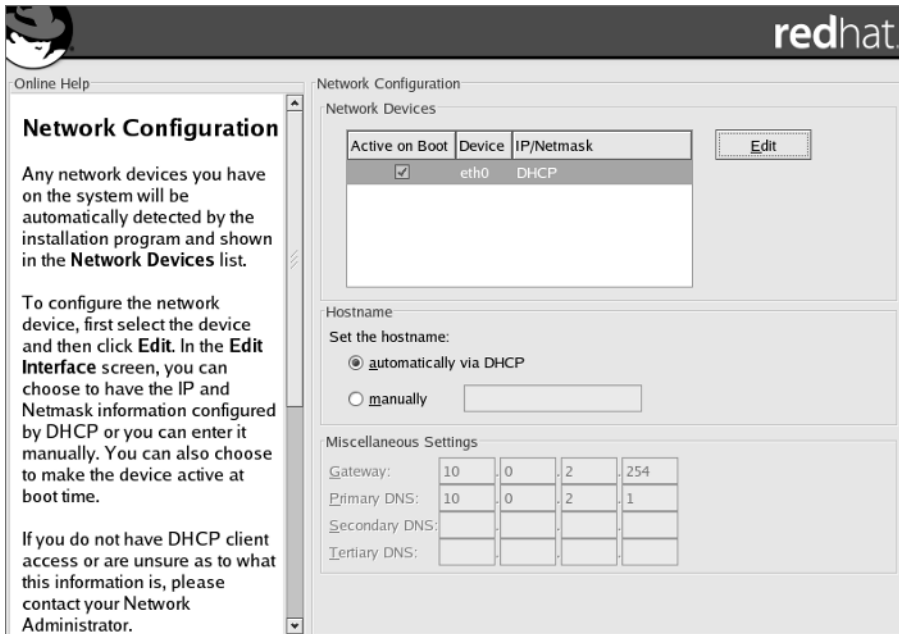 redhat.
Online Help
Network Configuration
Any network devices you have
on the system will be
automatically detected by the
installation program and shown
in the Network Devices list.
To configure the network
device, first select the device
and then click Edit. In the Edit
Interface screen, you can
choose to have the IP and
Netmask information configured
by DHCP or you can enter it
manually. You can also choose
to make the device active at
boot time.
If you do not have DHCP client
access or are unsure as to what
this information is, please
contact your Network
Administrator.
Network Configuration
Network Devices
Active on Boot Device IP/Netmask
eth0 DHCP
Edit
Hostname
Set the hostname:
automatically via DHCP
manually
Miscellaneous Settings
Gateway: 10 . 0 . 2 . 254
Primary DNS: 10 . 0 . 2 . 1
Secondary DNS: . . .
Tertiary DNS: . . .